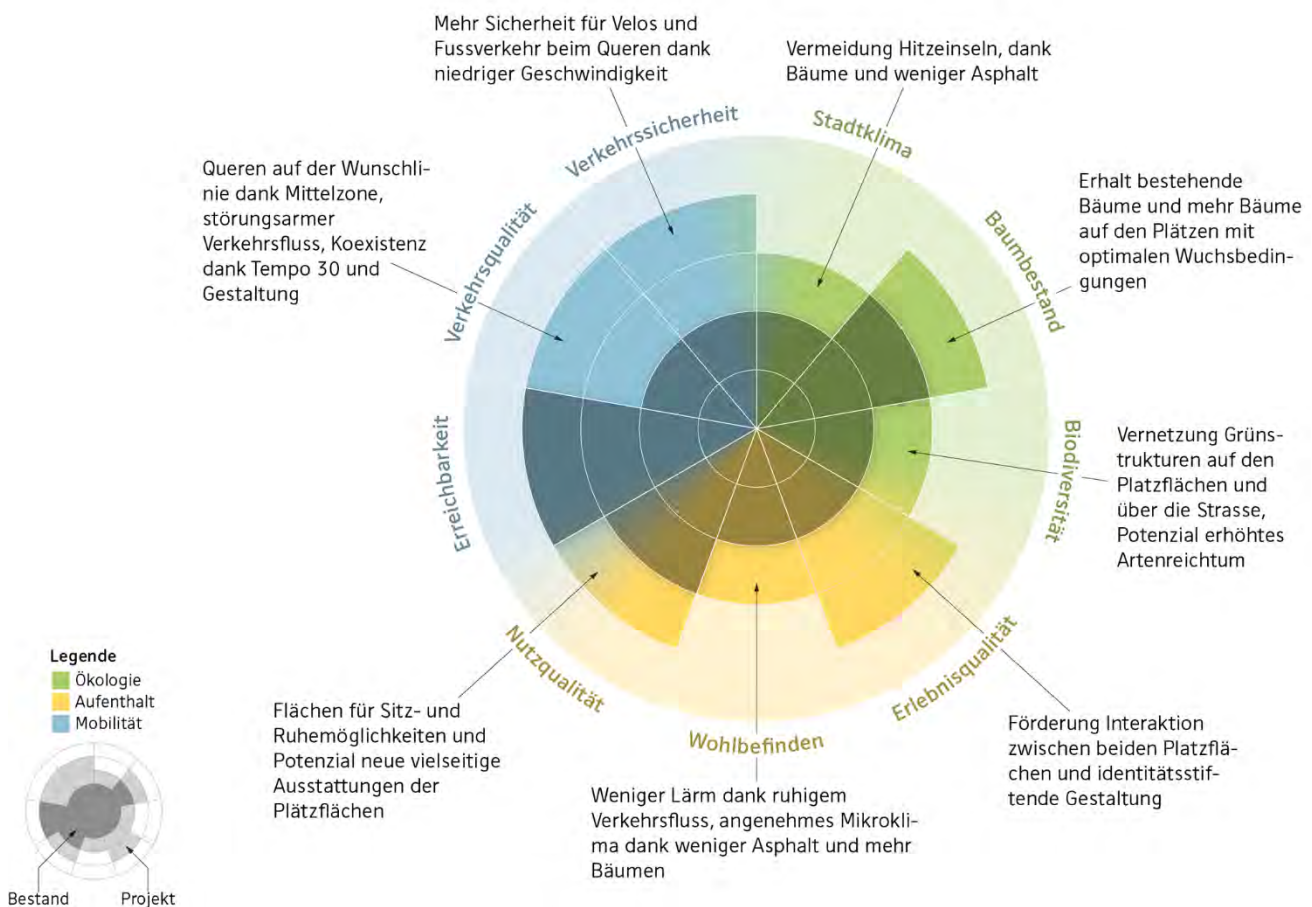 Mehr Sicherheit für Velos und
Fussverkehr beim Queren dank
niedriger Geschwindigkeit
Vermeidung Hitzeinseln, dank
Bäume und weniger Asphalt
Verkehrssicherheit
Stadtklima
Queren auf der Wunschli-
nie dank Mittelzone,
störungsarmer
Verkehrsfluss, Koexistenz
dank Tempo 30 und
Gestaltung
Verkehrsqualität
Baumbestand
Erhalt bestehende
Bäume und mehr Bäume
auf den Plätzen mit
optimalen Wuchsbedin-
gungen
Erreichbarkeit
Biodiversität
Vernetzung Grüns-
trukturen auf den
Platzflächen und
über die Strasse,
Potenzial erhöhtes
Artenreichtum
Nutzqualität
Wohlbefinden
Erlebnisqualität
Legende
Ökologie
Aufenthalt
Mobilität
Bestand
Projekt
Flächen für Sitz- und
Ruhemöglichkeiten und
Potenzial neue vielseitige
Ausstattungen der
Plätzflächen
Weniger Lärm dank ruhigem
Verkehrsfluss, angenehmes Mikrokli-
ma dank weniger Asphalt und mehr
Bäumen
Förderung Interaktion
zwischen beiden Platzflä-
chen und identitätsstif-
tende Gestaltung